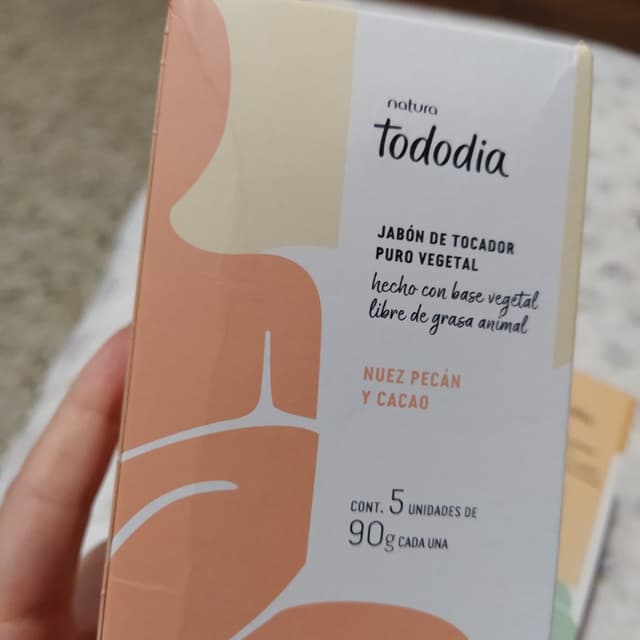 natura
tododia
JABÓN DE TOCADOR
PURO VEGETAL
hecho con base vegetal
libre de grasa animal
NUEZ PECÁN
Y CACAO
CONT. 5 UNIDADES DE
90g CADA UNA